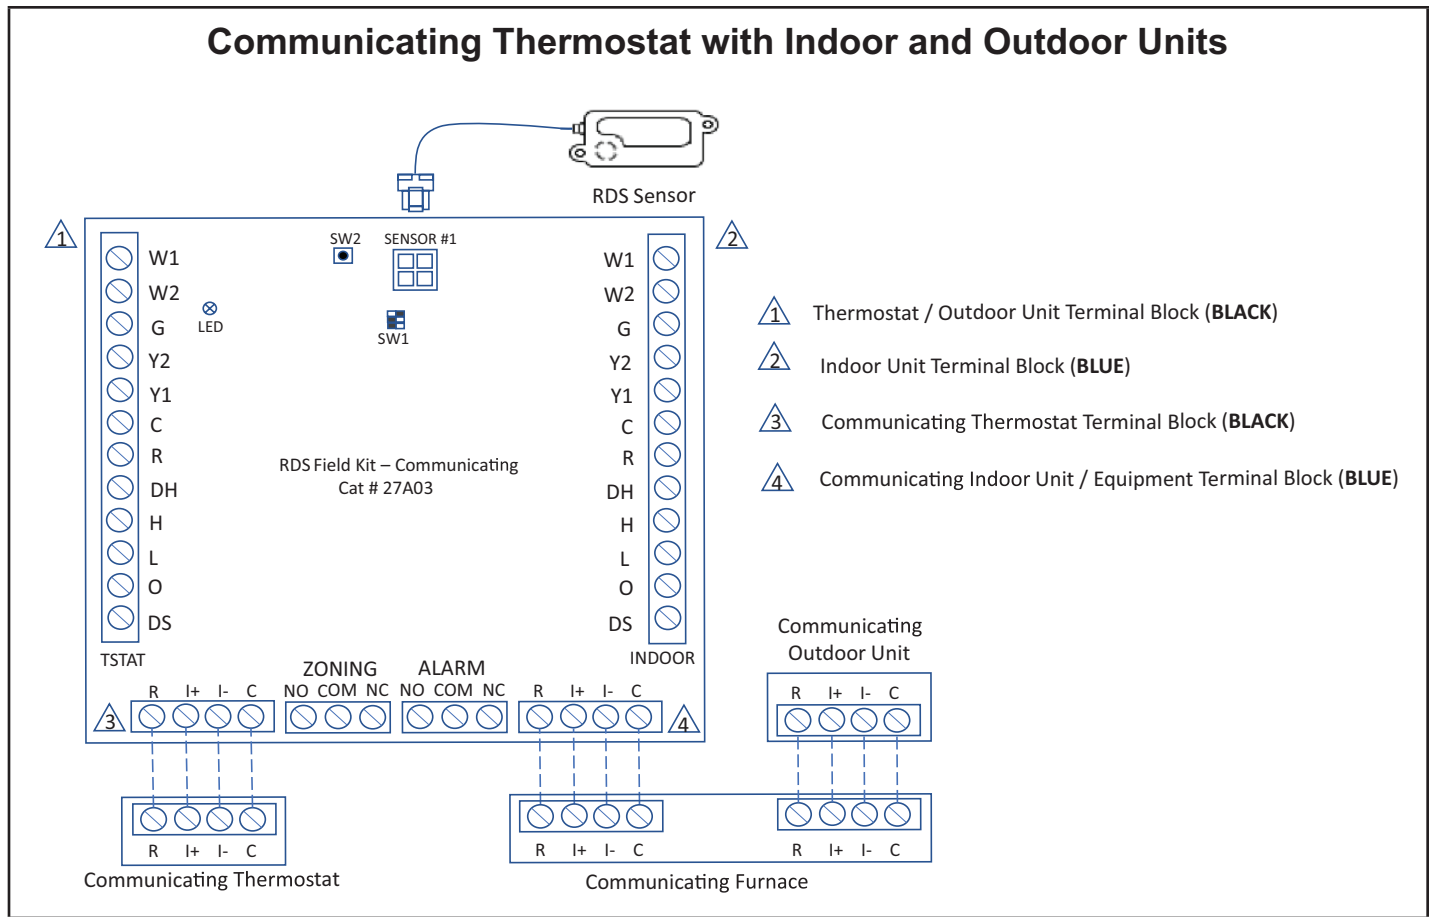 Communicating Thermostat with Indoor and Outdoor Units
RDS Sensor
1
2
SW2
SENSOR #1
LED
SW1
W1
W2
G
Y2
Y1
C
R
DH
H
L
O
DS
TSTAT
RDS Field Kit – Communicating
Cat # 27A03
W1
W2
G
Y2
Y1
C
R
DH
H
L
O
DS
INDOOR
1 Thermostat / Outdoor Unit Terminal Block (BLACK)
2 Indoor Unit Terminal Block (BLUE)
3 Communicating Thermostat Terminal Block (BLACK)
4 Communicating Indoor Unit / Equipment Terminal Block (BLUE)
ZONING
ALARM
3
R I+ I- C
NO COM NC
NO COM NC
R I+ I- C
4
Communicating
Outdoor Unit
R I+ I- C
R I+ I- C
Communicating Thermostat
R I+ I- C
R I+ I- C
Communicating Furnace